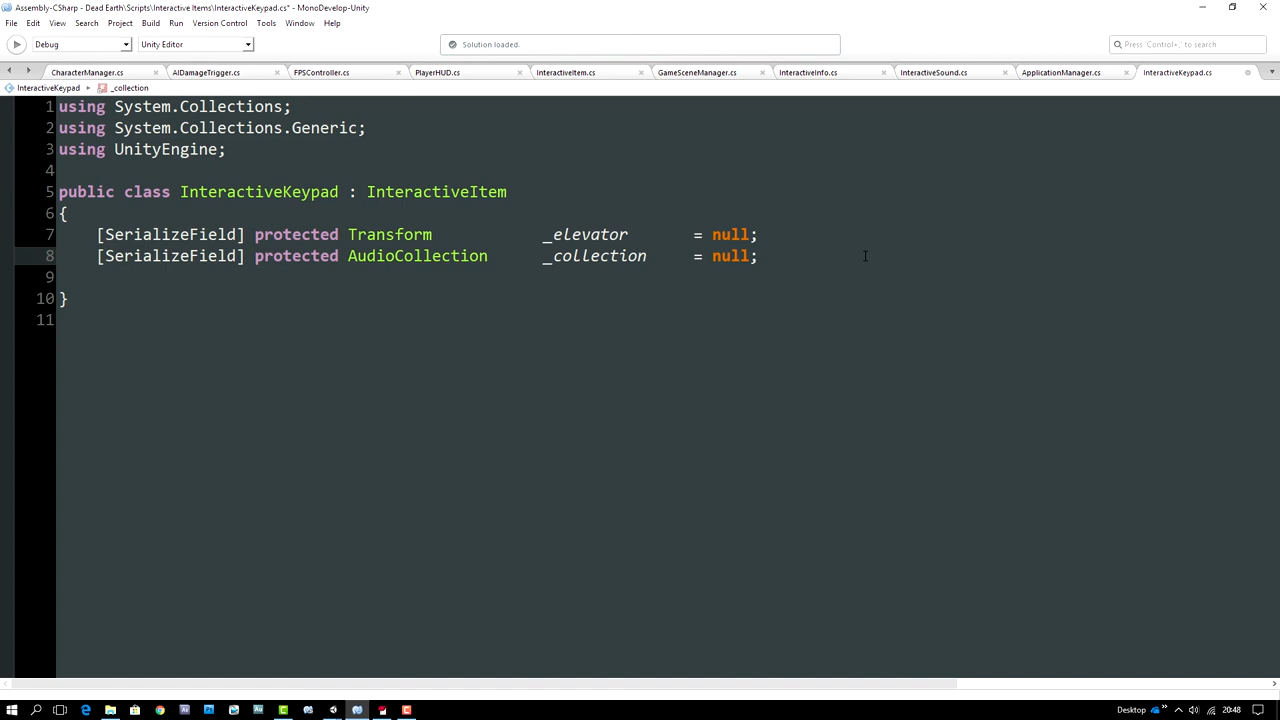 Assembly-CSharp - Dead Earth\Scripts\Interactive Items\InteractiveKeypad.cs* - MonoDevelop-Unity
File Edit View Search Project Build Run Version Control Tools Window Help
Debug Unity Editor Solution loaded. Press 'Control+,' to search
CharacterManager.cs AIDamageTrigger.cs FPSController.cs PlayerHUD.cs InteractiveItem.cs GameSceneManager.cs InteractiveInfo.cs InteractiveSound.cs ApplicationManager.cs InteractiveKeypad.cs
InteractiveKeypad _collection
1 using System.Collections;
2 using System.Collections.Generic;
3 using UnityEngine;
4
5 public class InteractiveKeypad : InteractiveItem
6 {
7 [SerializeField] protected Transform _elevator = null;
8 [SerializeField] protected AudioCollection _collection = null;
9
10 }
11
Desktop 20:48